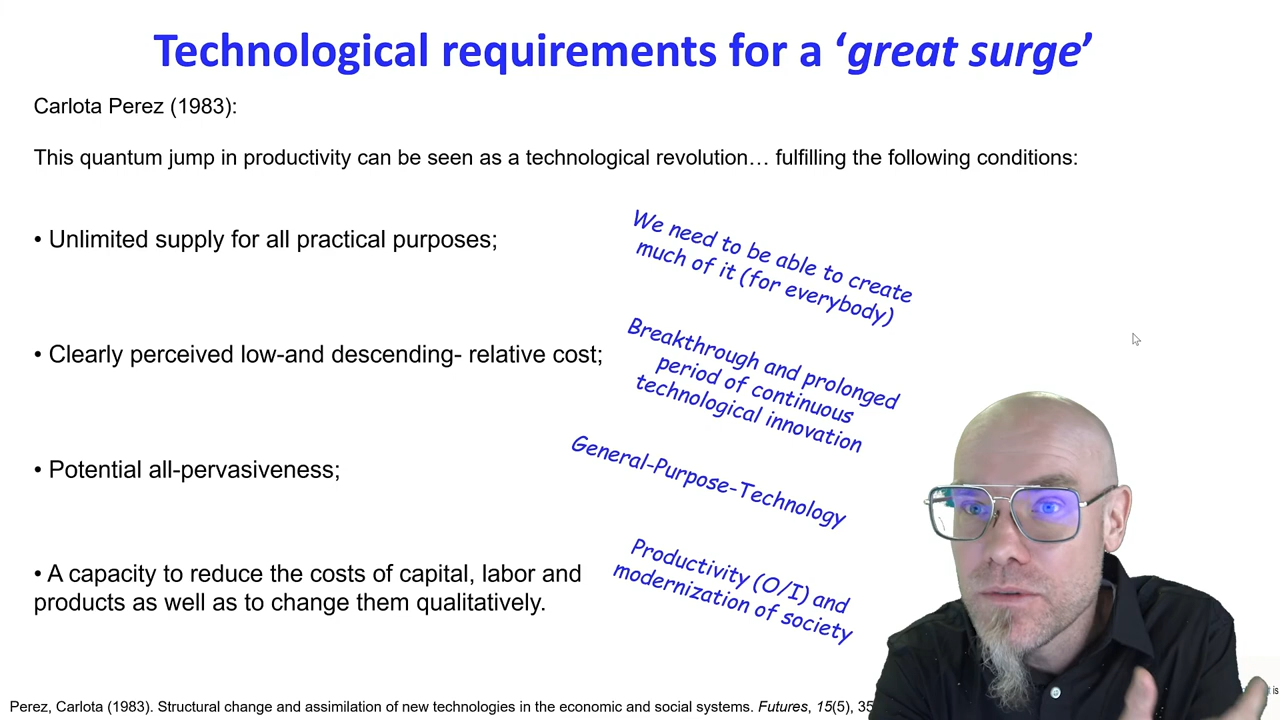 Technological requirements for a ‘great surge’
Carlota Perez (1983):
This quantum jump in productivity can be seen as a technological revolution… fulfilling the following conditions:
• Unlimited supply for all practical purposes;
We need to be able to create
much of it (for everybody)
• Clearly perceived low-and descending- relative cost;
Breakthrough and prolonged
period of continuous
technological innovation
• Potential all-pervasiveness;
General-Purpose-Technology
• A capacity to reduce the costs of capital, labor and
products as well as to change them qualitatively.
Productivity (O/I) and
modernization of society
Perez, Carlota (1983). Structural change and assimilation of new technologies in the economic and social systems. Futures, 15(5), 35